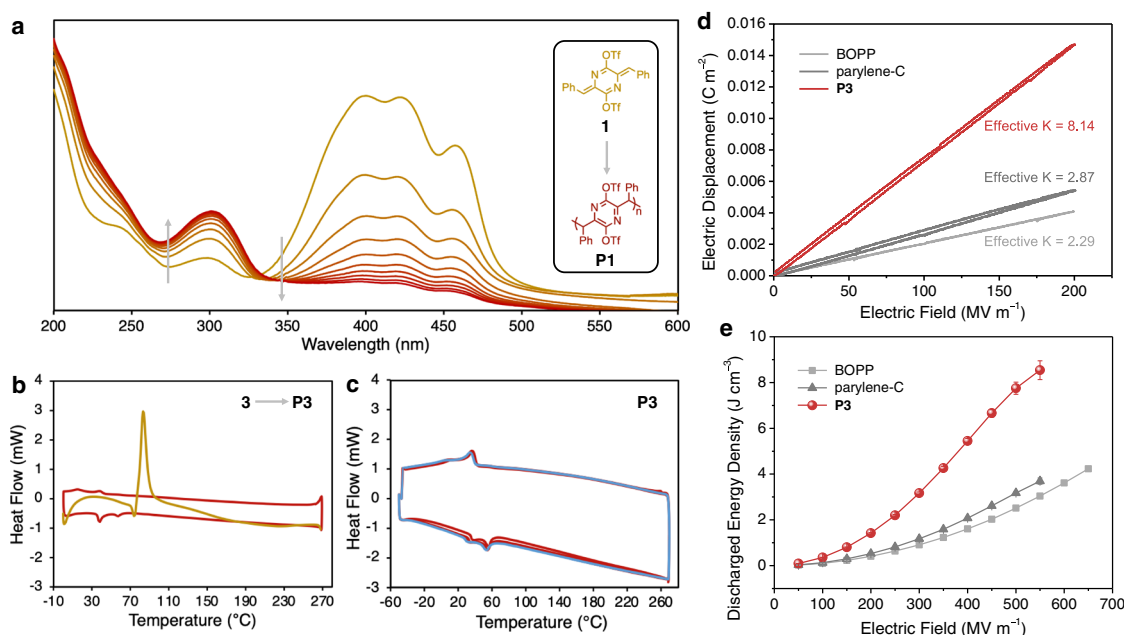 a
OTf
Ph
N
N
Ph
OTf
1
Ph
TfO
N
n
N
Ph
OTf
P1
200 250 300 350 400 450 500 550 600
Wavelength (nm)
b
Heat Flow (mW)
4
3
2
1
0
-1
-2
-3
3 P3
-10 30 70 110 150 190 230 270
Temperature (°C)
c
Heat Flow (mW)
4
3
2
1
0
-1
-2
-3
P3
-60 -20 20 60 100 140 180 220 260
Temperature (°C)
d
Electric Displacement (C m⁻²)
0.016
0.014
0.012
0.010
0.008
0.006
0.004
0.002
0.000
BOPP
parylene-C
P3
Effective K = 8.14
Effective K = 2.87
Effective K = 2.29
50 100 150 200
Electric Field (MV m⁻¹)
e
Discharged Energy Density (J cm⁻³)
10
8
6
4
2
0
BOPP
parylene-C
P3
0 100 200 300 400 500 600 700
Electric Field (MV m⁻¹)